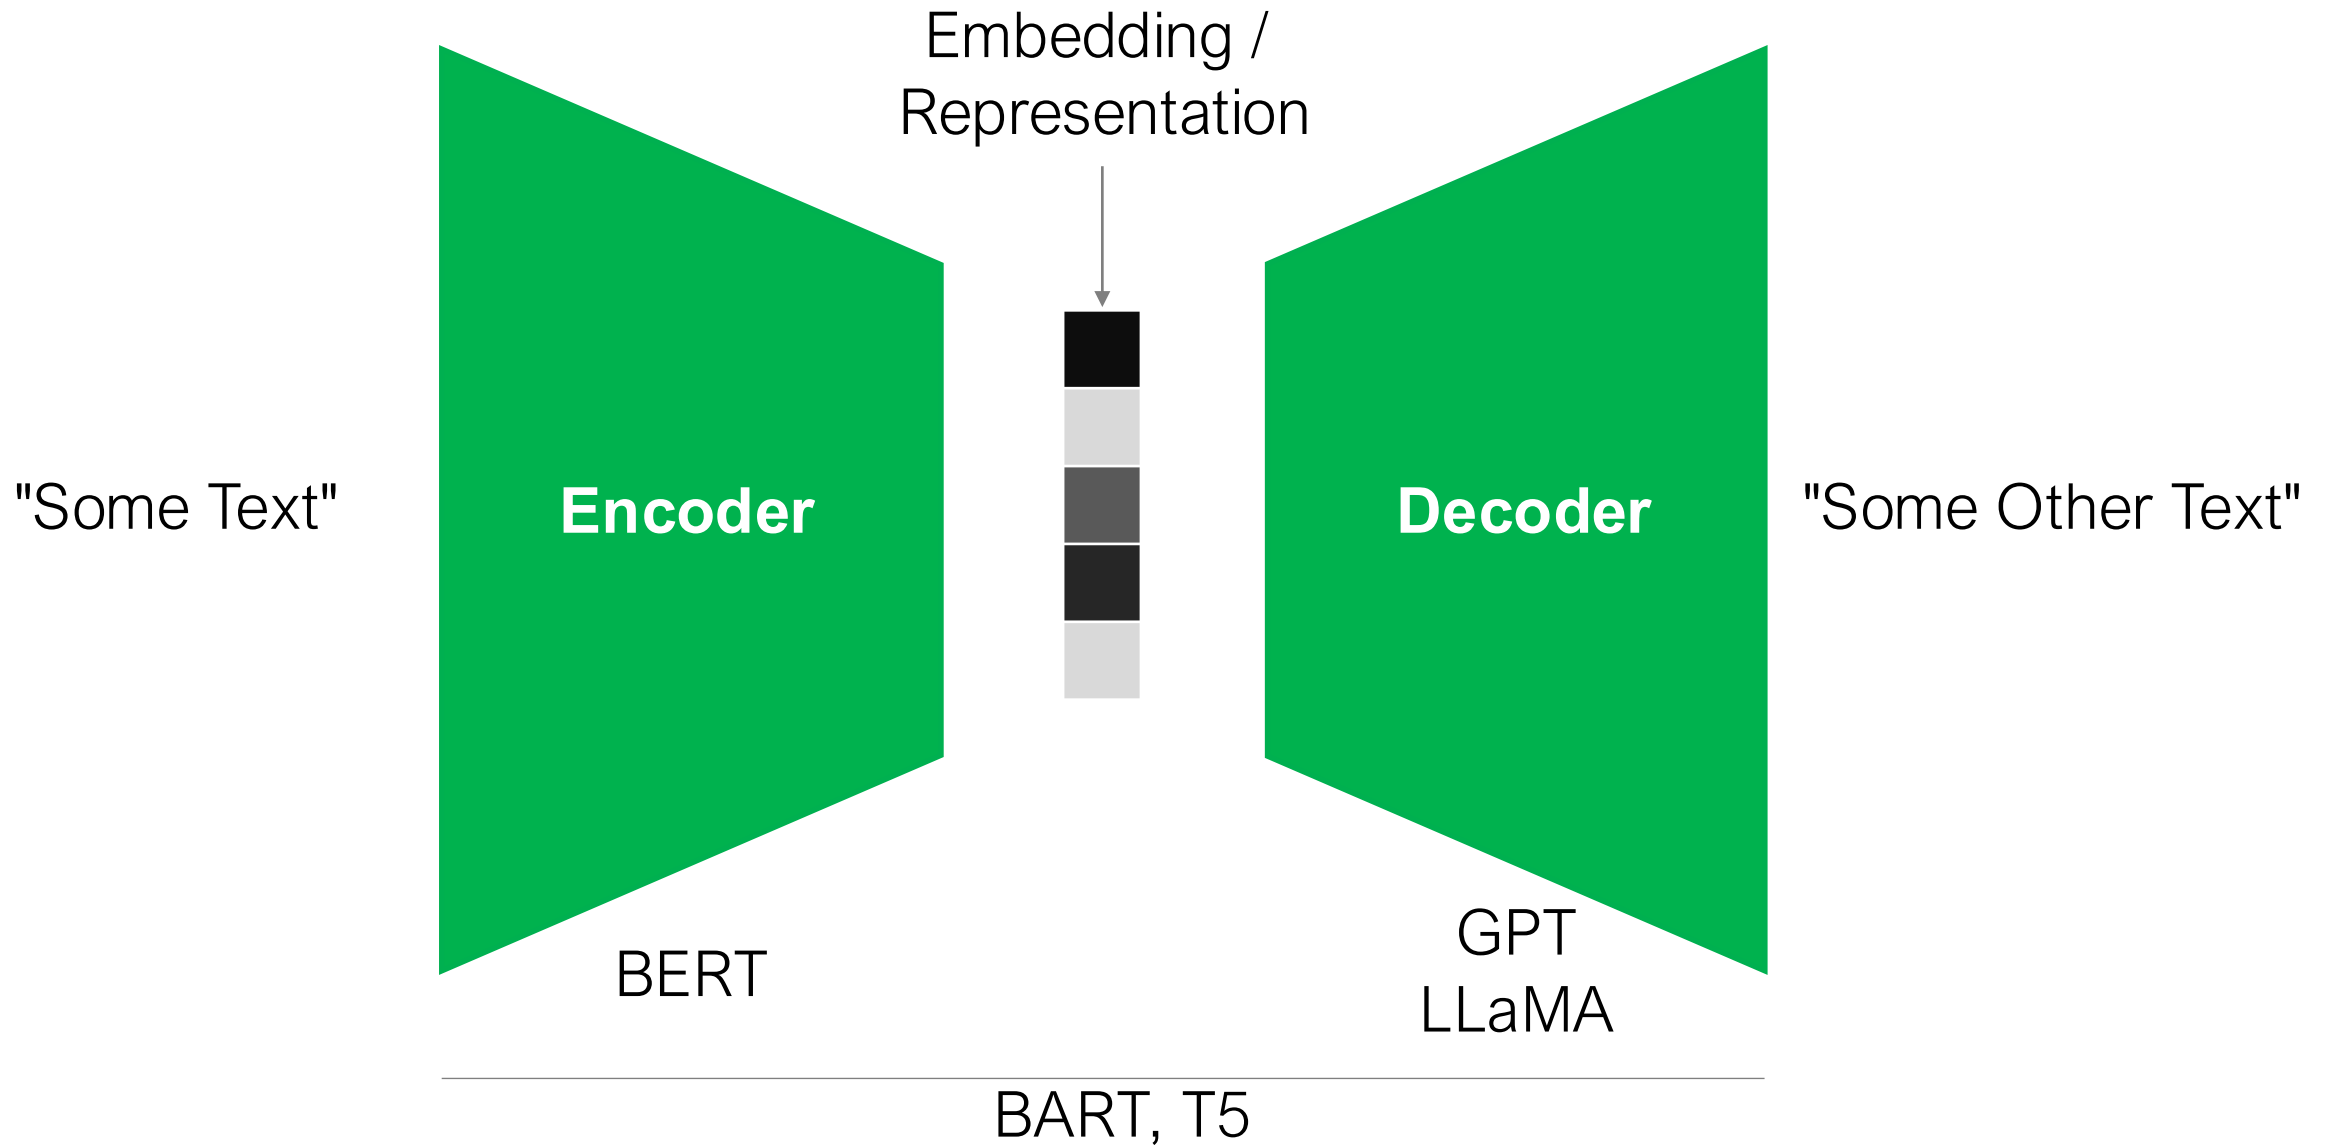 Embedding /
Representation
"Some Text"
Encoder
Decoder
"Some Other Text"
BERT
GPT
LLaMA
BART, T5